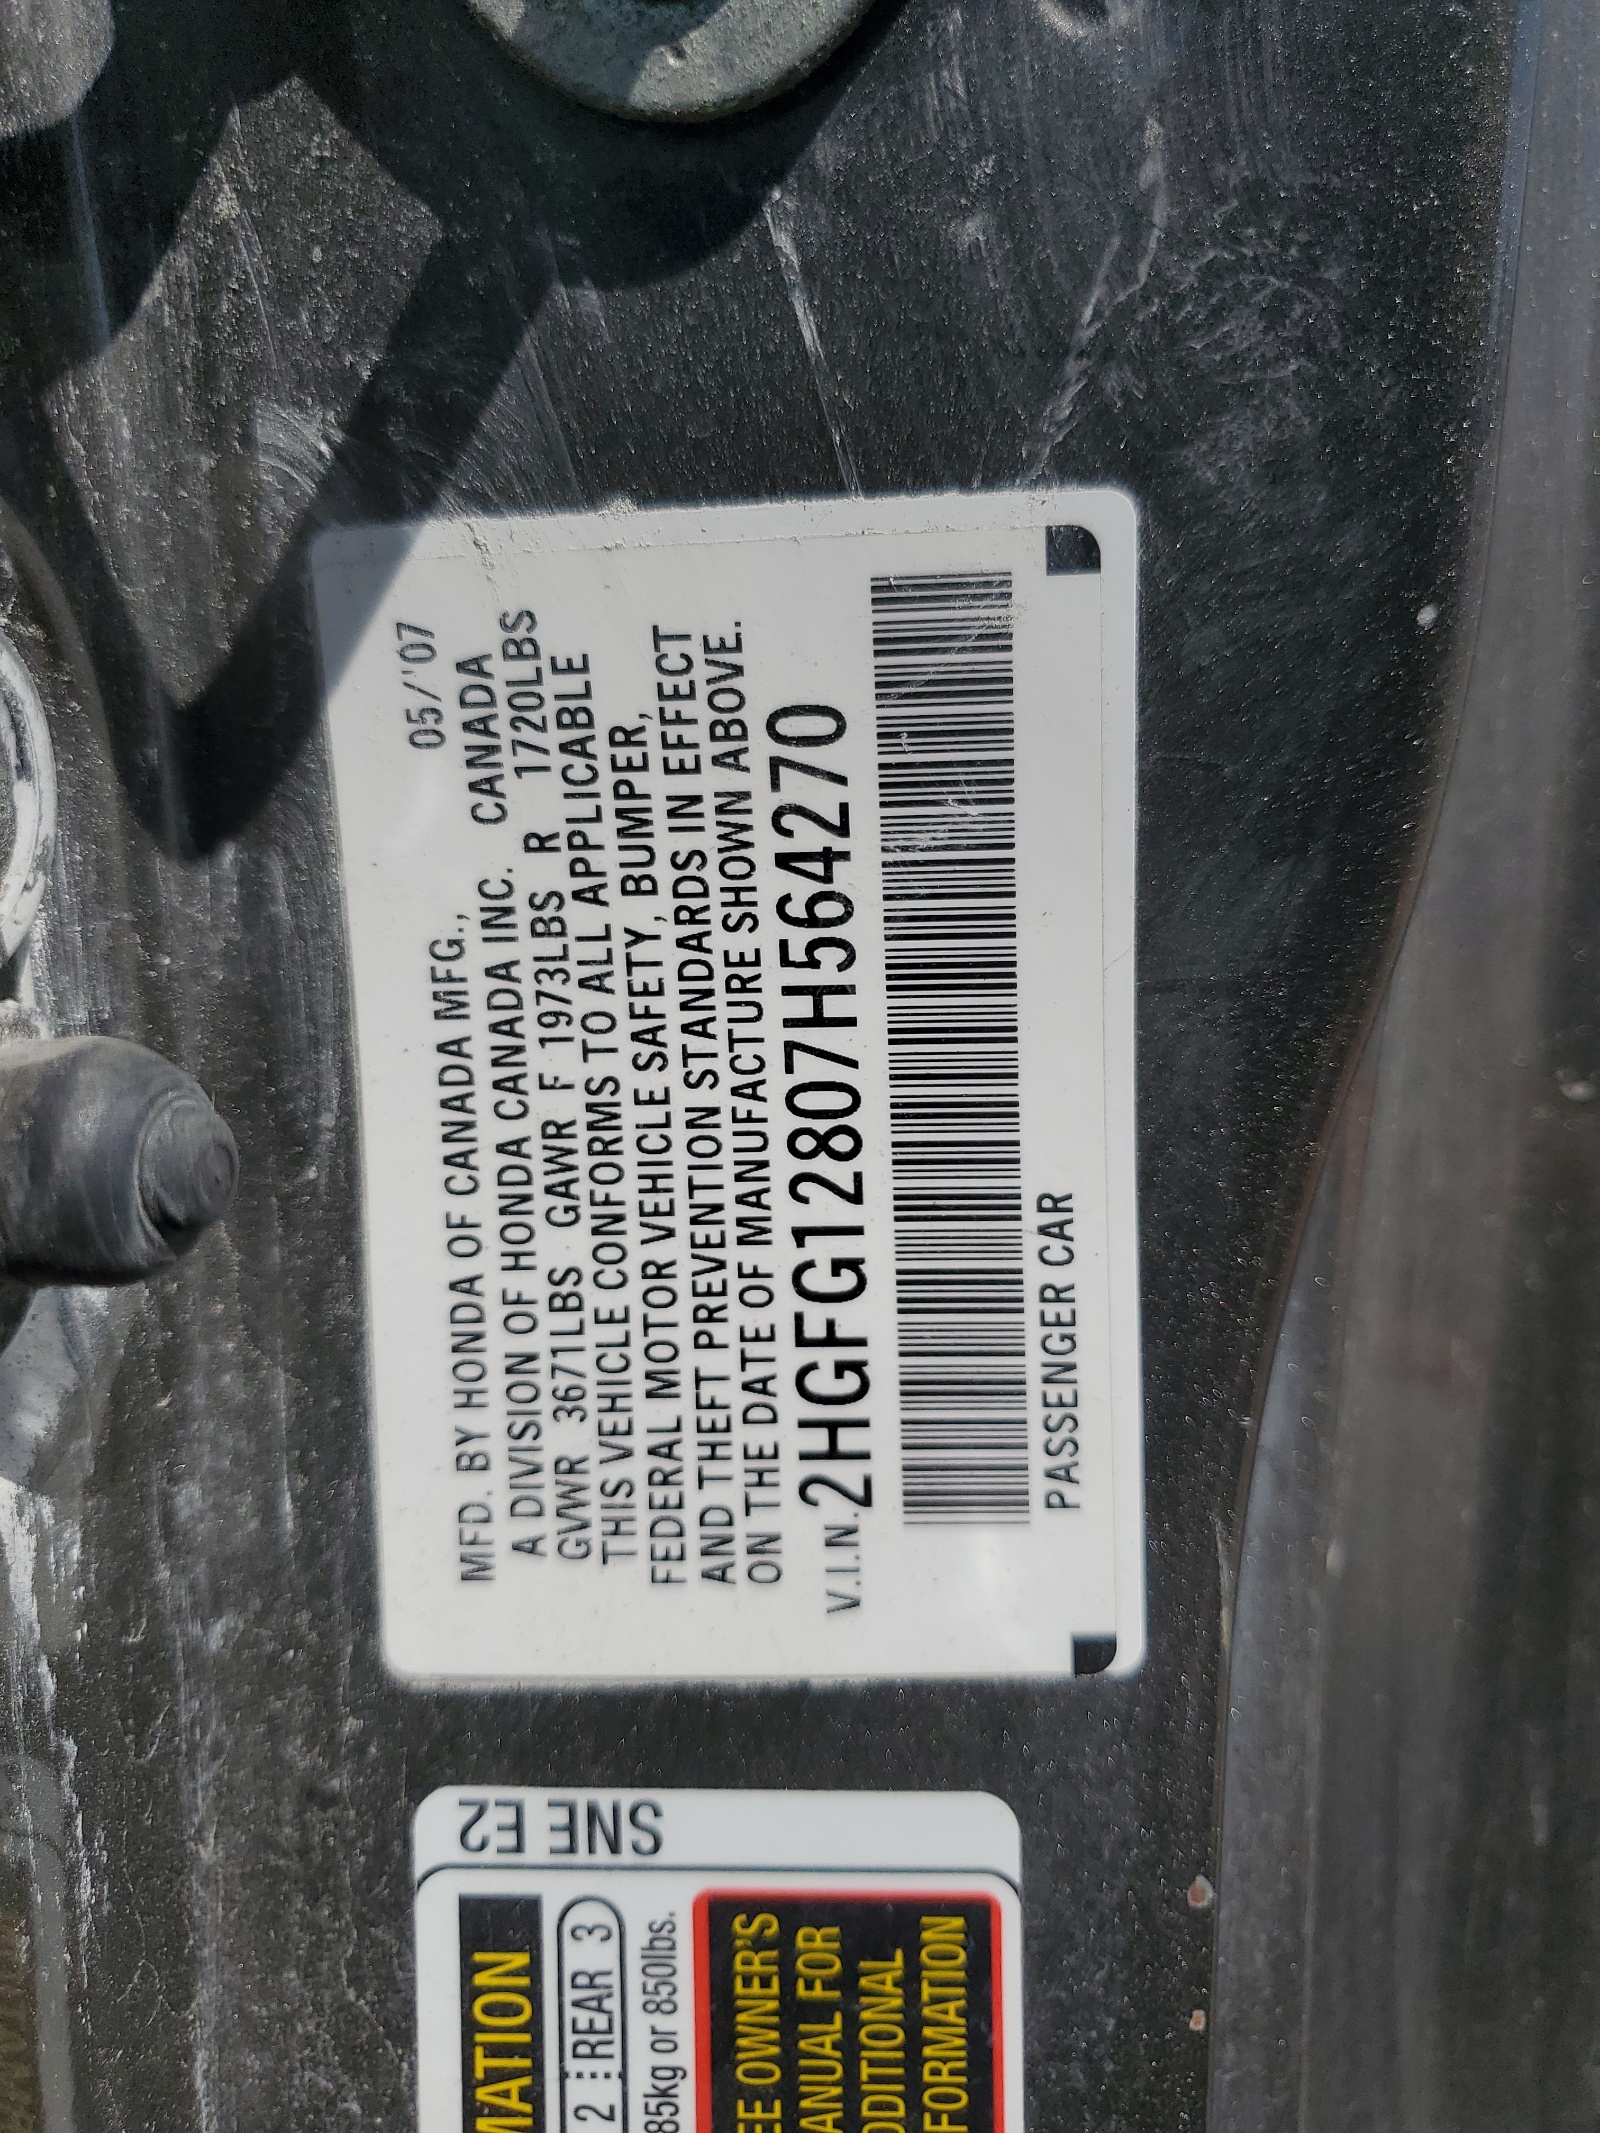 05/'07
MFD. BY HONDA OF CANADA MFG.,
A DIVISION OF HONDA CANADA INC. CANADA
GVWR 3671LBS GAWR F 1973LBS R 1720LBS
THIS VEHICLE CONFORMS TO ALL APPLICABLE
FEDERAL MOTOR VEHICLE SAFETY, BUMPER,
AND THEFT PREVENTION STANDARDS IN EFFECT
ON THE DATE OF MANUFACTURE SHOWN ABOVE.
V.I.N. 2HGFG12807H564270
PASSENGER CAR
SNE E2
MATION
2 REAR 3
85kg or 850lbs.
EE OWNER'S
ANUAL FOR
DDITIONAL
FORMATION